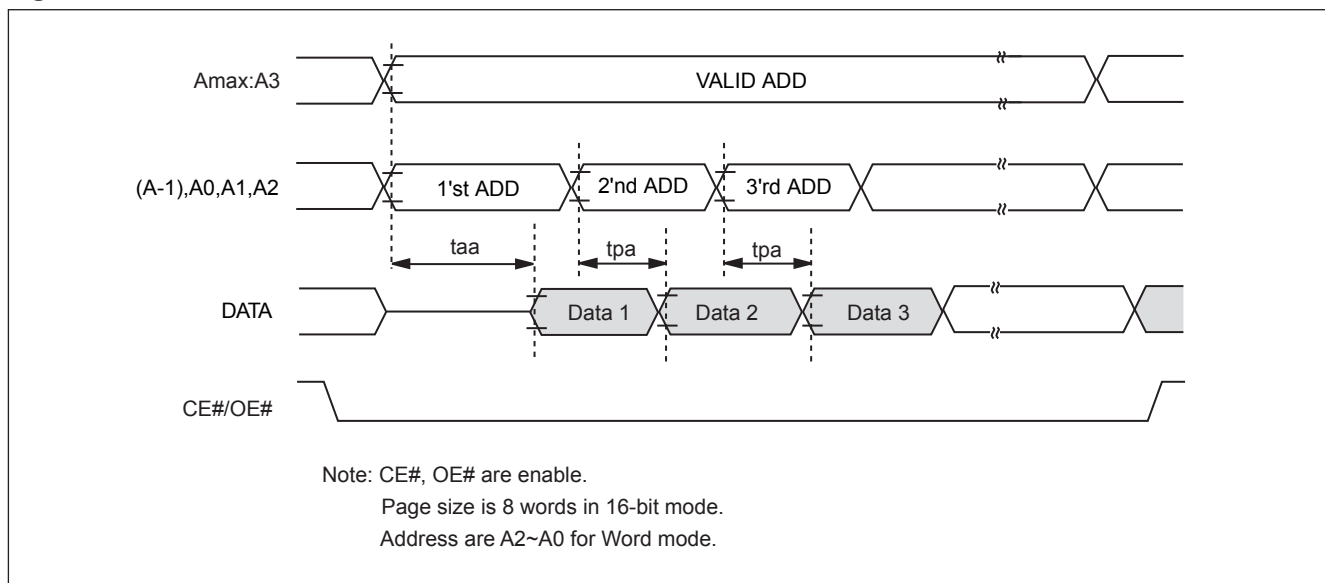 Amax:A3
VALID ADD
(A-1),A0,A1,A2
1'st ADD
2'nd ADD
3'rd ADD
taa
tpa
tpa
DATA
Data 1
Data 2
Data 3
CE#/OE#
Note: CE#, OE# are enable.
Page size is 8 words in 16-bit mode.
Address are A2~A0 for Word mode.